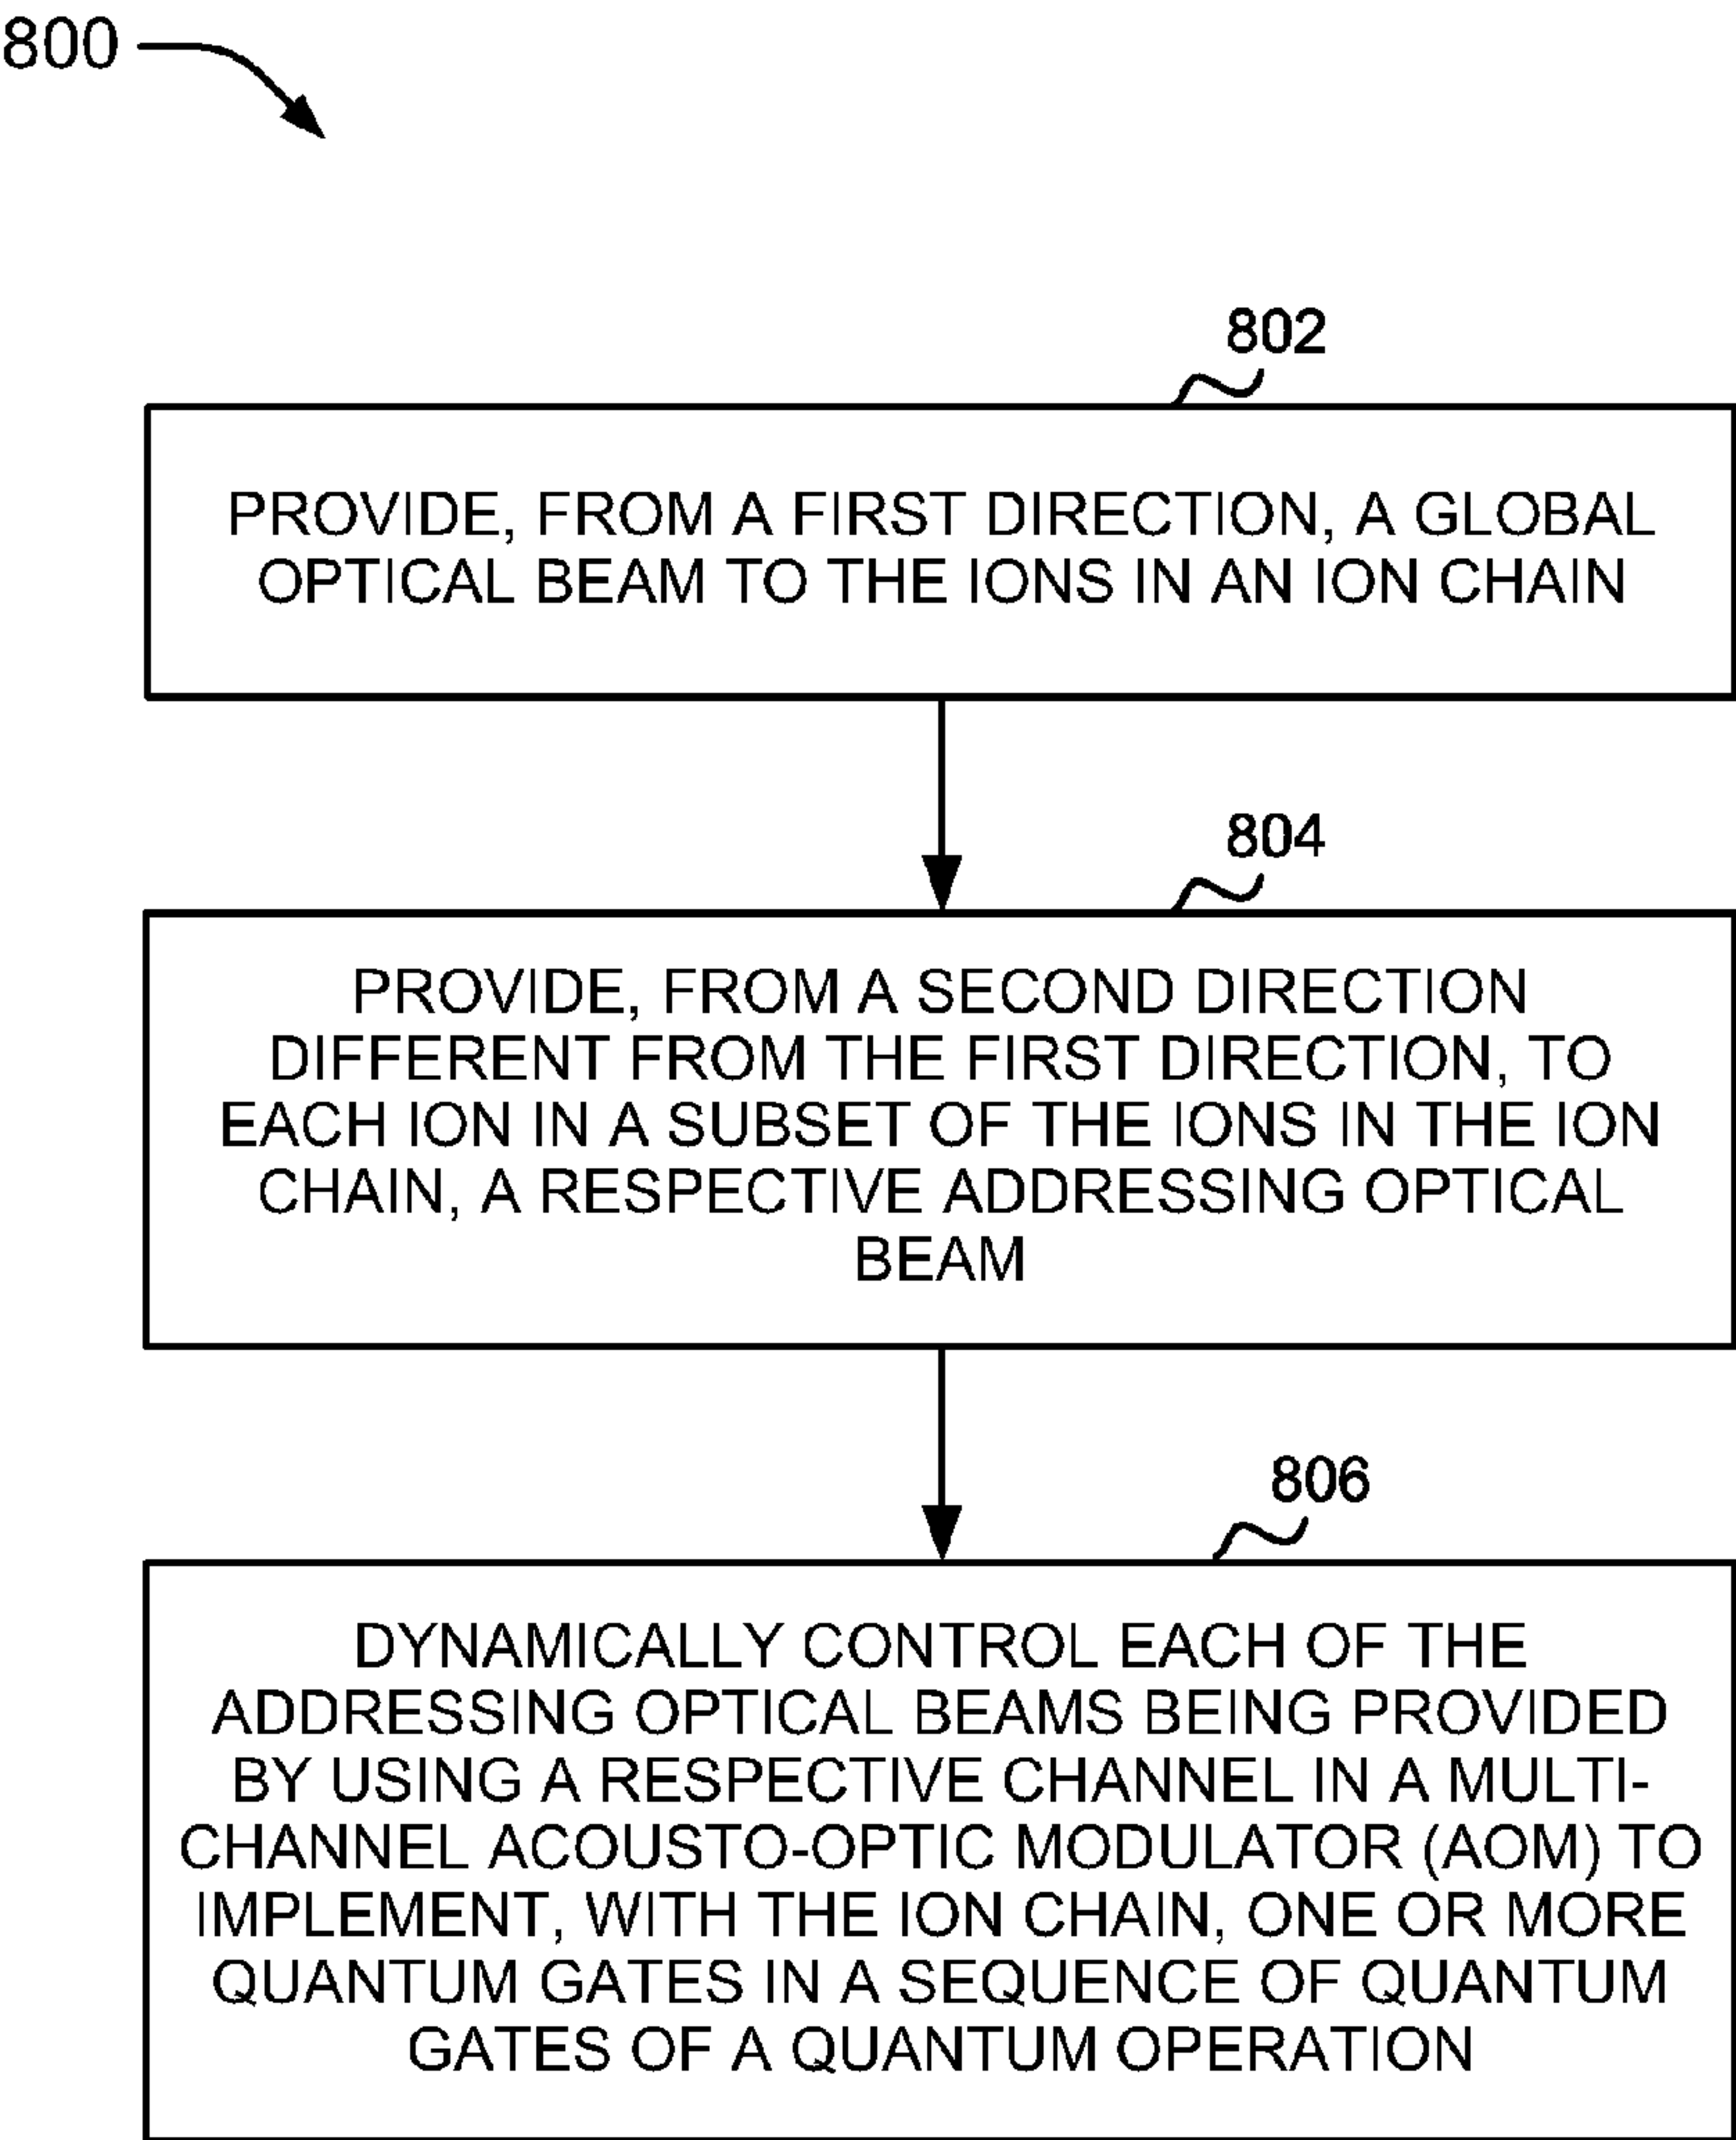 800
802
PROVIDE, FROM A FIRST DIRECTION, A GLOBAL
OPTICAL BEAM TO THE IONS IN AN ION CHAIN
804
PROVIDE, FROM A SECOND DIRECTION
DIFFERENT FROM THE FIRST DIRECTION, TO
EACH ION IN A SUBSET OF THE IONS IN THE ION
CHAIN, A RESPECTIVE ADDRESSING OPTICAL
BEAM
806
DYNAMICALLY CONTROL EACH OF THE
ADDRESSING OPTICAL BEAMS BEING PROVIDED
BY USING A RESPECTIVE CHANNEL IN A MULTI-
CHANNEL ACOUSTO-OPTIC MODULATOR (AOM) TO
IMPLEMENT, WITH THE ION CHAIN, ONE OR MORE
QUANTUM GATES IN A SEQUENCE OF QUANTUM
GATES OF A QUANTUM OPERATION